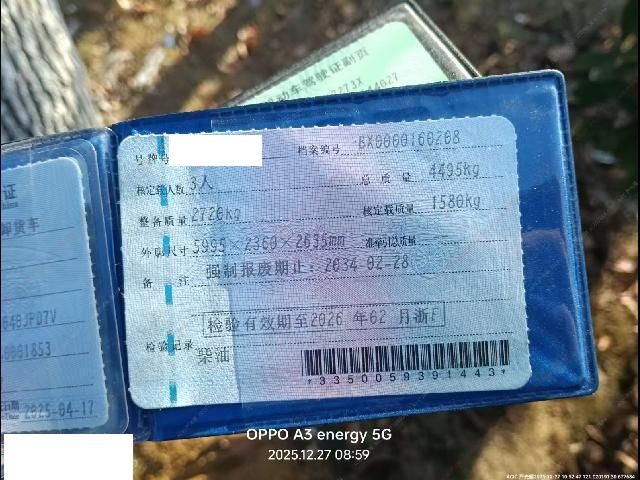 机动车驾驶证副页
号牌号
档案编号 BX0000160268
核定载人数 3人
总质量 4495kg
整备质量 2720kg
核定载质量 1580kg
外廓尺寸 5995×2360×2635mm
准牵引总质量
备注 强制报废期止：2034-02-28
检验有效期至2026 年02 月浙F
检验记录
柴油
*3350059391443*
证
卸货车
2025-04-17
OPPO A3 energy 5G
2025.12.27 08:59